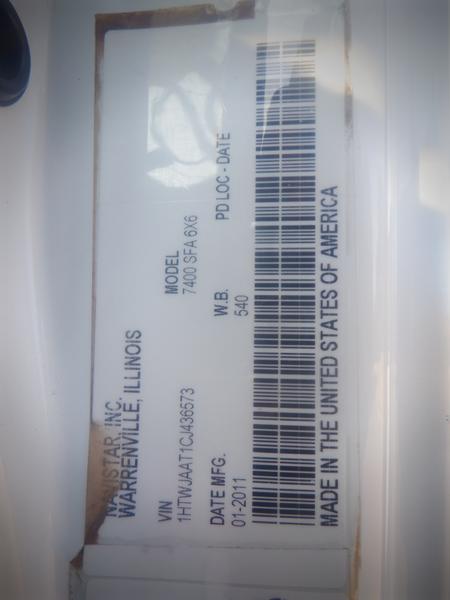 NAVISTAR, INC.
WARRENVILLE, ILLINOIS
VIN MODEL
1HTWJAAT1CJ436573 7400 SFA 6X6
DATE MFG. W.B. PD LOC - DATE
01-2011 540
MADE IN THE UNITED STATES OF AMERICA